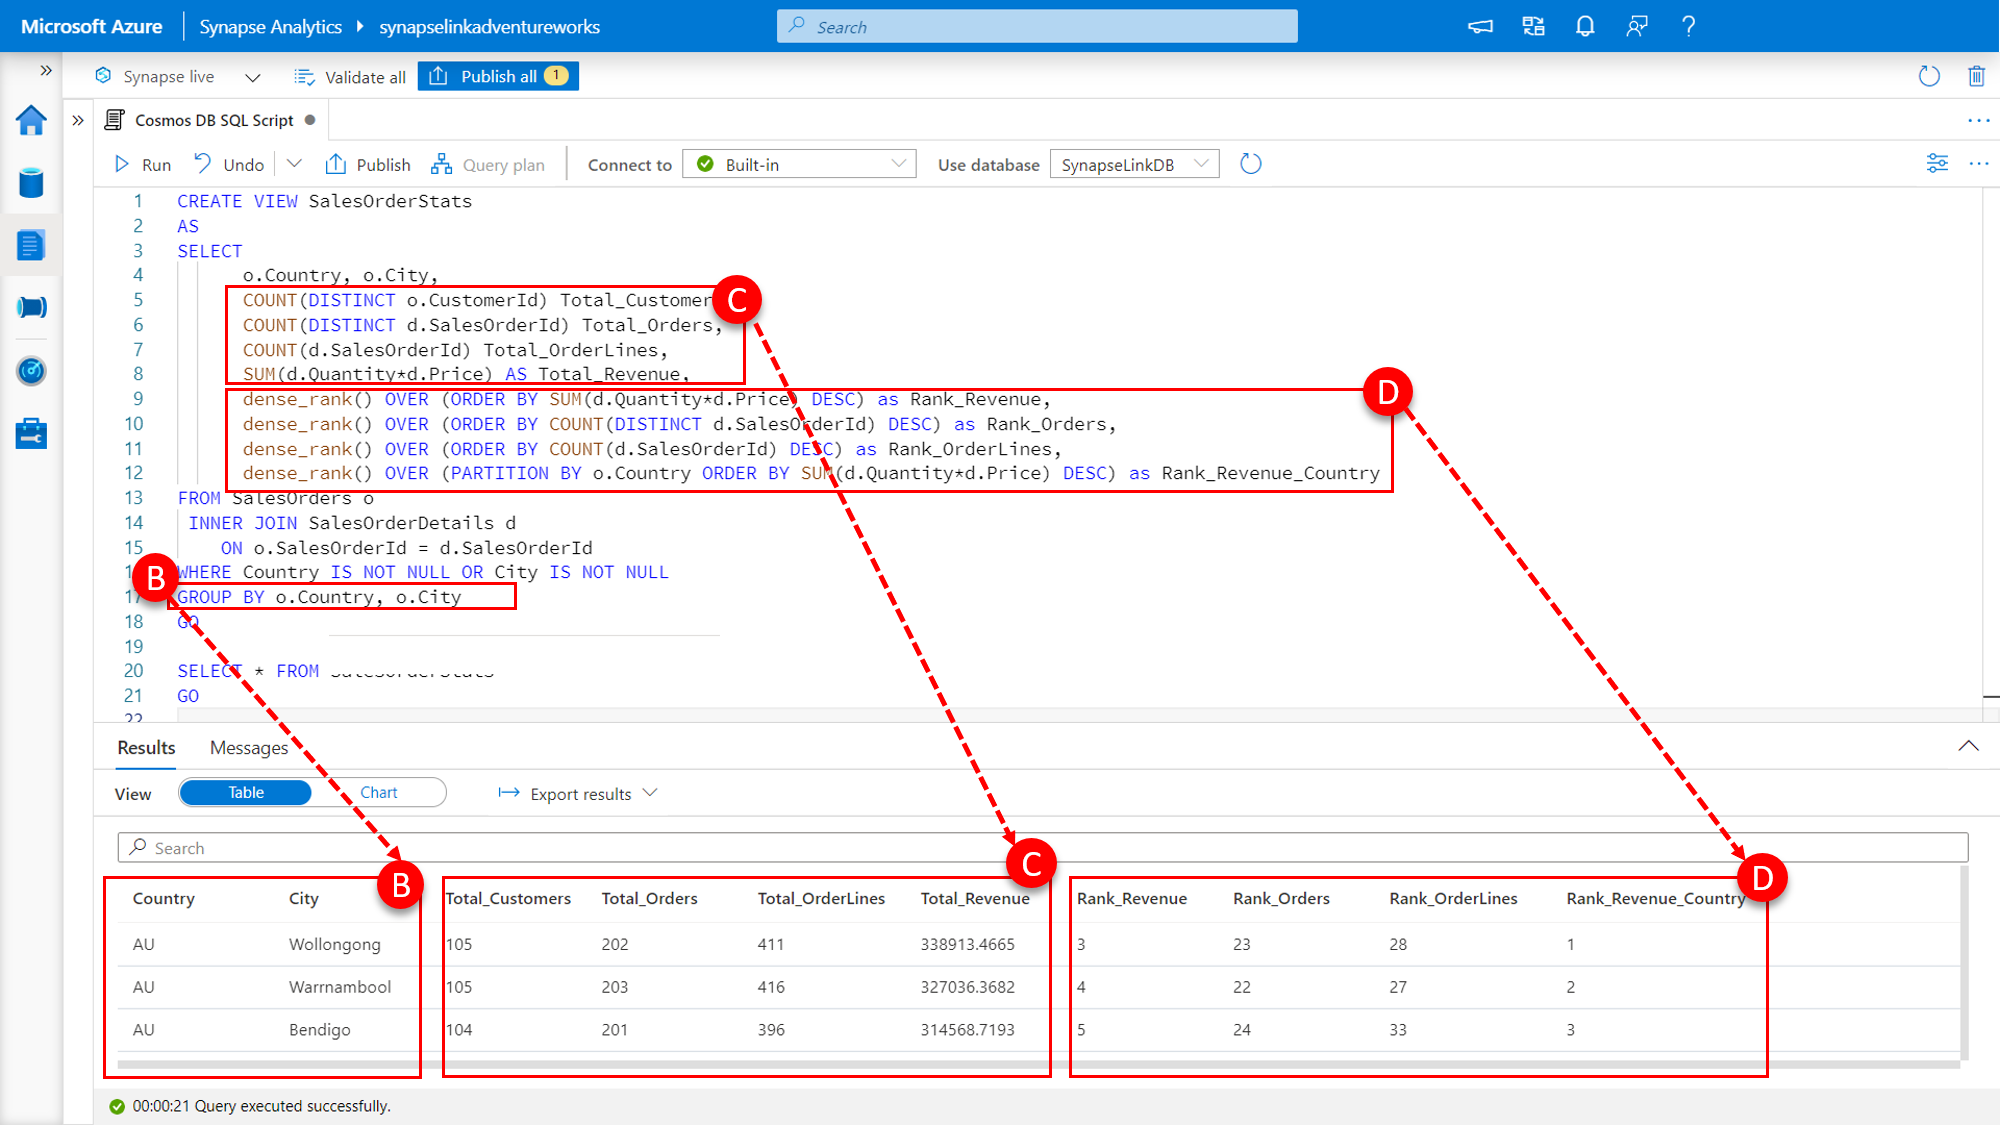 Microsoft Azure Synapse Analytics synapselinkadventureworks Search ?
» Synapse live Validate all Publish all 1
» Cosmos DB SQL Script ...
Run Undo Publish Query plan Connect to Built-in Use database SynapseLinkDB ...
1 CREATE VIEW SalesOrderStats
2 AS
3 SELECT
4 o.Country, o.City,
5 COUNT(DISTINCT o.CustomerId) Total_Customer C
6 COUNT(DISTINCT d.SalesOrderId) Total_Orders,
7 COUNT(d.SalesOrderId) Total_OrderLines,
8 SUM(d.Quantity*d.Price) AS Total_Revenue,
9 dense_rank() OVER (ORDER BY SUM(d.Quantity*d.Price) DESC) as Rank_Revenue, D
10 dense_rank() OVER (ORDER BY COUNT(DISTINCT d.SalesOrderId) DESC) as Rank_Orders,
11 dense_rank() OVER (ORDER BY COUNT(d.SalesOrderId) DESC) as Rank_OrderLines,
12 dense_rank() OVER (PARTITION BY o.Country ORDER BY SUM(d.Quantity*d.Price) DESC) as Rank_Revenue_Country
13 FROM SalesOrders o
14 INNER JOIN SalesOrderDetails d
15 ON o.SalesOrderId = d.SalesOrderId
B WHERE Country IS NOT NULL OR City IS NOT NULL
17 GROUP BY o.Country, o.City
18 GO
19
20 SELECT * FROM SalesOrderStats
21 GO
22
Results Messages
View Table Chart Export results
Search
B C D
Country City Total_Customers Total_Orders Total_OrderLines Total_Revenue Rank_Revenue Rank_Orders Rank_OrderLines Rank_Revenue_Country
AU Wollongong 105 202 411 338913.4665 3 23 28 1
AU Warrnambool 105 203 416 327036.3682 4 22 27 2
AU Bendigo 104 201 396 314568.7193 5 24 33 3
00:00:21 Query executed successfully.